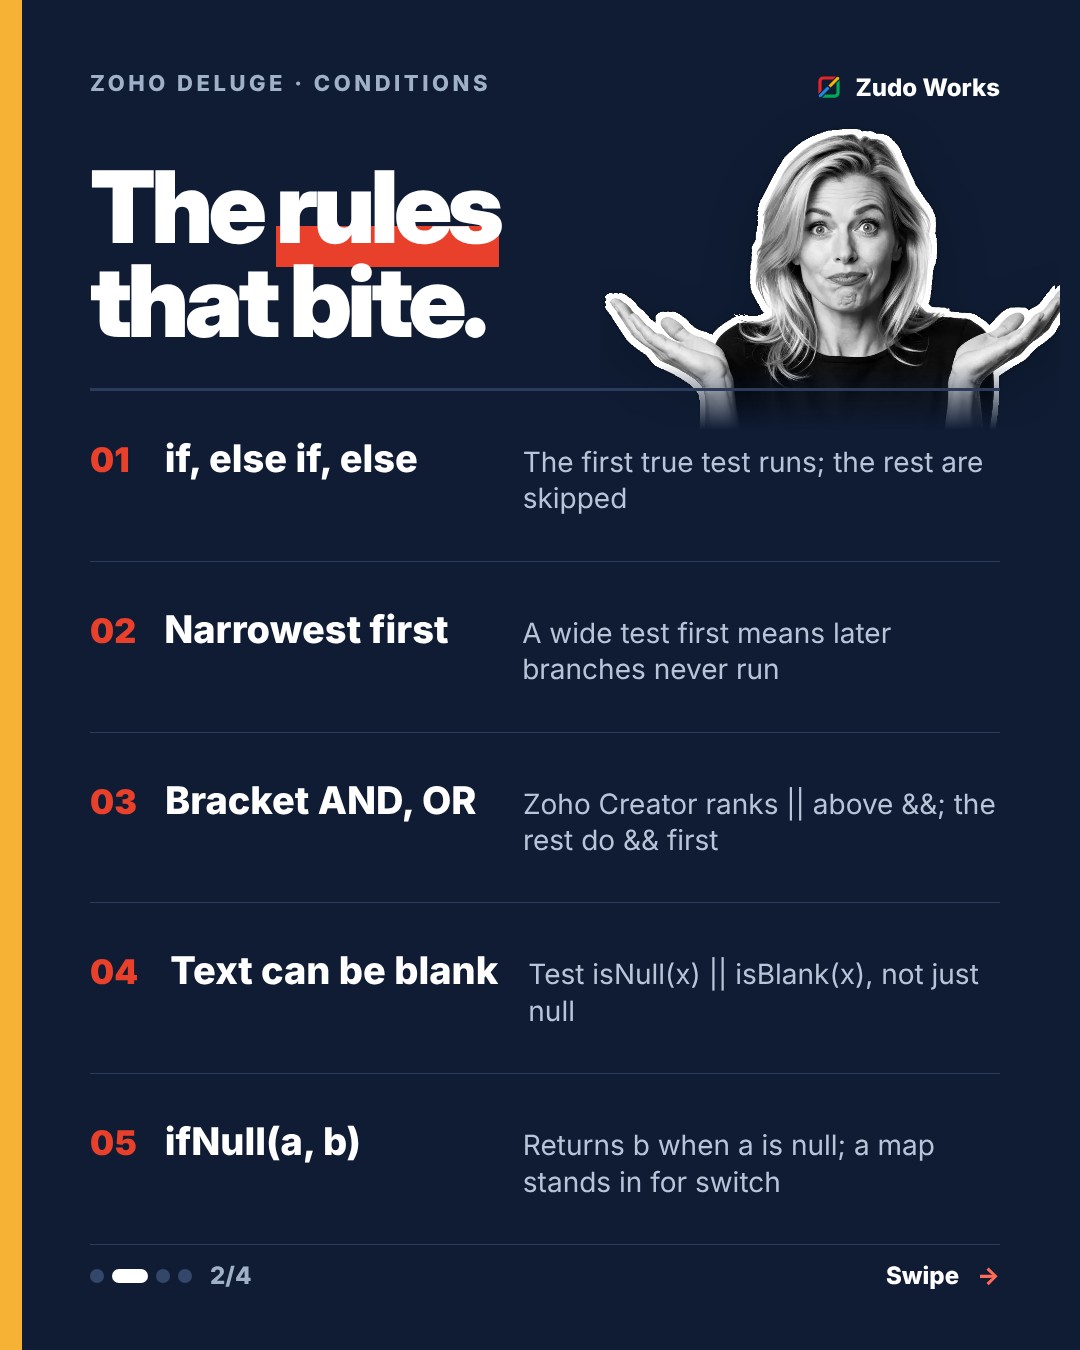 ZOHO DELUGE · CONDITIONS
Zudo Works
The rules
that bite.
01 if, else if, else
The first true test runs; the rest are
skipped
02 Narrowest first
A wide test first means later
branches never run
03 Bracket AND, OR
Zoho Creator ranks || above &&; the
rest do && first
04 Text can be blank
Test isNull(x) || isBlank(x), not just
null
05 ifNull(a, b)
Returns b when a is null; a map
stands in for switch
2/4
Swipe →